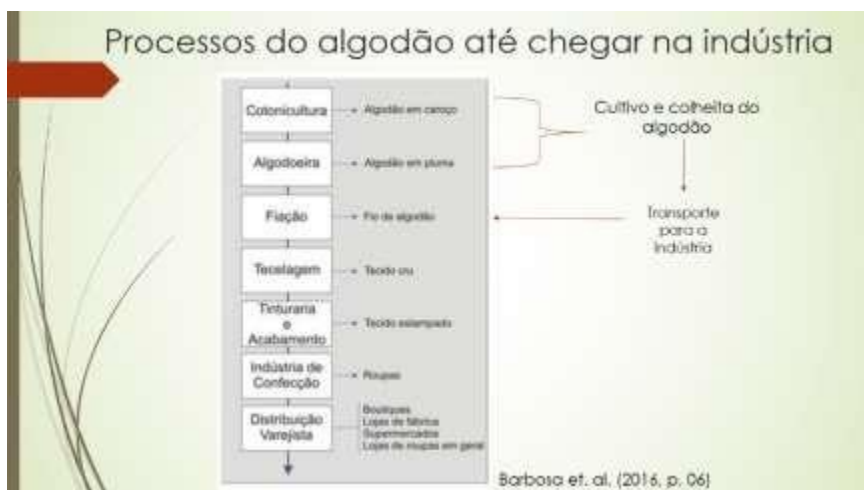 Processos do algodão até chegar na indústria
Cotonicultura
Algodão em caroço
Algodoeira
Algodão em pluma
Fiação
Fio de algodão
Tecelagem
Tecido cru
Tinturaria
e
Acabamento
Tecido estampado
Indústria de
Confecção
Roupas
Distribuição
Varejista
Boutiques
Lojas de fábrica
Supermercados
Lojas de roupas em geral
Cultivo e colheita do
algodão
Transporte
para a
Indústria
Barbosa et. al. (2016, p. 06)